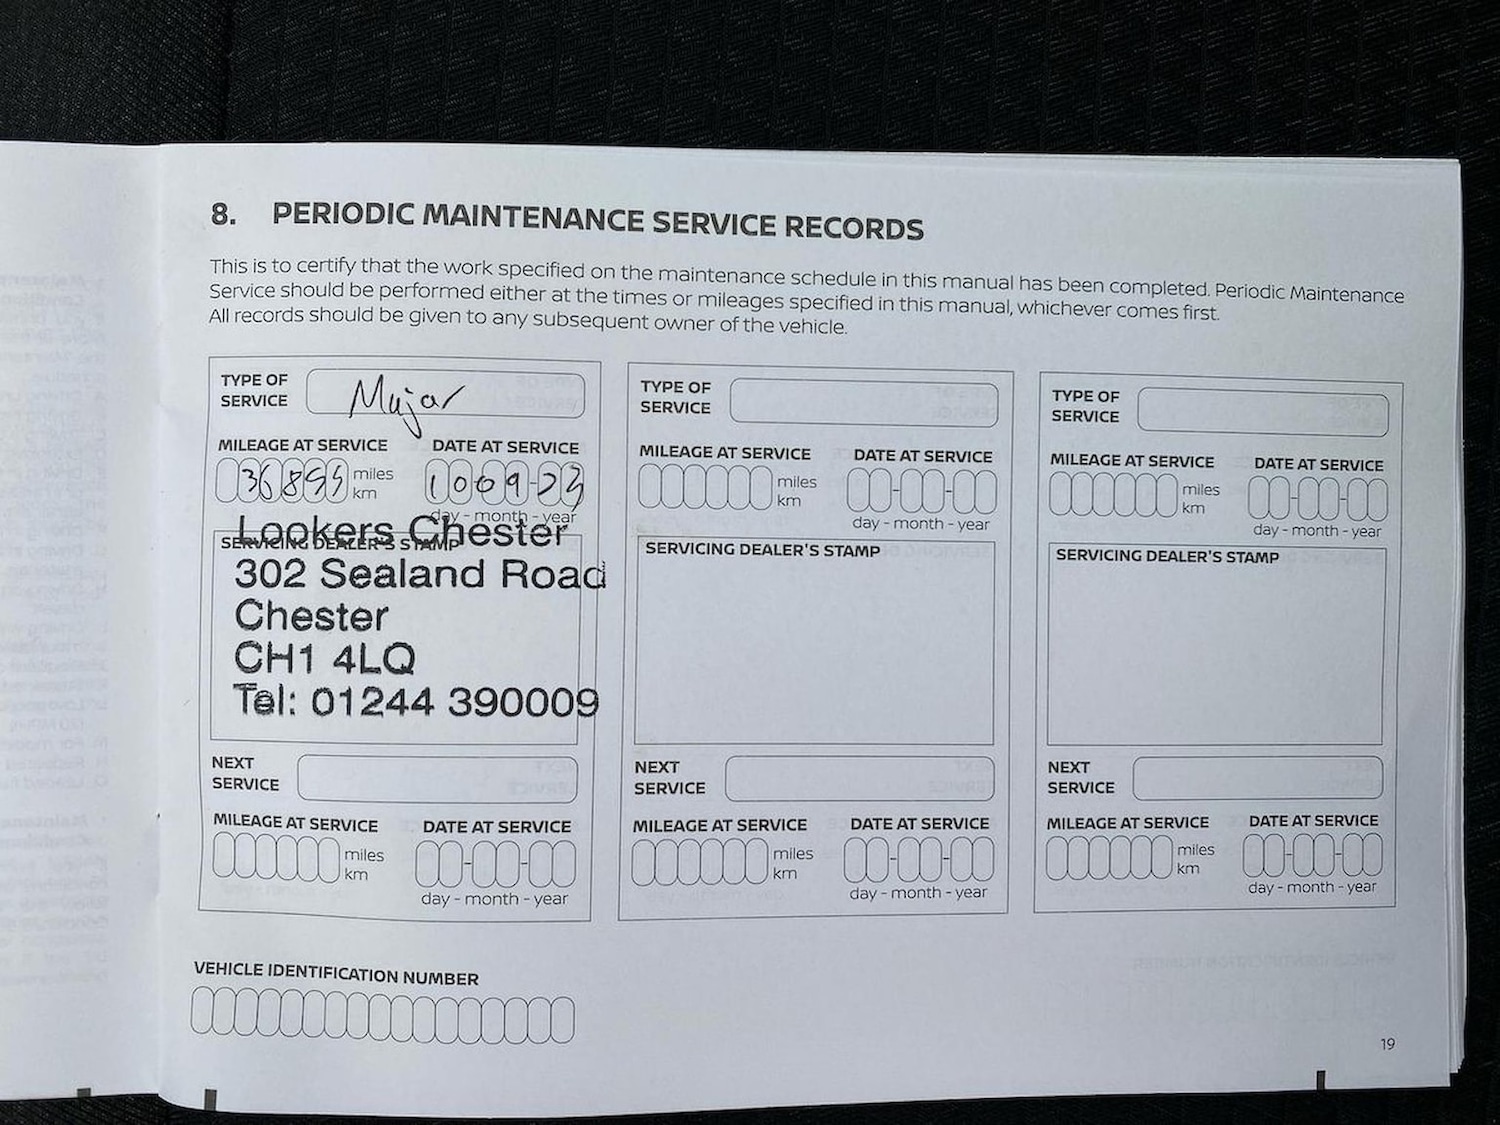 8. PERIODIC MAINTENANCE SERVICE RECORDS
This is to certify that the work specified on the maintenance schedule in this manual has been completed. Periodic Maintenance
Service should be performed either at the times or mileages specified in this manual, whichever comes first.
All records should be given to any subsequent owner of the vehicle.
TYPE OF
SERVICE
Major
MILEAGE AT SERVICE
DATE AT SERVICE
miles
km
1009-23
day - month - year
SERVICING DEALER'S STAMP
Lookers Chester
302 Sealand Road
Chester
CH1 4LQ
Tel: 01244 390009
NEXT
SERVICE
MILEAGE AT SERVICE
DATE AT SERVICE
miles
km
day - month - year
TYPE OF
SERVICE
MILEAGE AT SERVICE
DATE AT SERVICE
miles
km
day - month - year
SERVICING DEALER'S STAMP
NEXT
SERVICE
MILEAGE AT SERVICE
DATE AT SERVICE
miles
km
day - month - year
TYPE OF
SERVICE
MILEAGE AT SERVICE
DATE AT SERVICE
miles
km
day - month - year
SERVICING DEALER'S STAMP
NEXT
SERVICE
MILEAGE AT SERVICE
DATE AT SERVICE
miles
km
day - month - year
VEHICLE IDENTIFICATION NUMBER
19